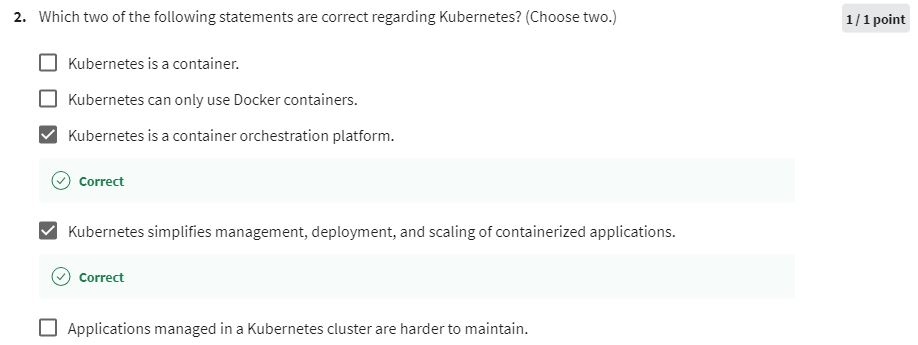 2. Which two of the following statements are correct regarding Kubernetes? (Choose two.)
1 / 1 point
Kubernetes is a container.
Kubernetes can only use Docker containers.
Kubernetes is a container orchestration platform.
Correct
Kubernetes simplifies management, deployment, and scaling of containerized applications.
Correct
Applications managed in a Kubernetes cluster are harder to maintain.